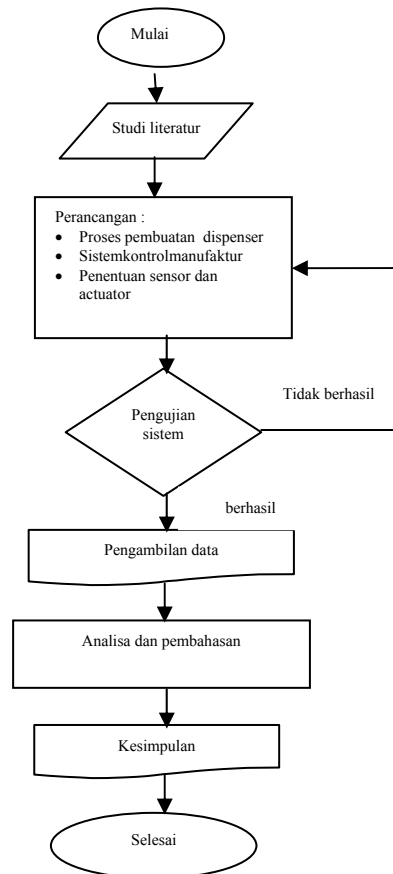 Mulai
Studi literatur
Perancangan :
• Proses pembuatan dispenser
• Sistemkontrolmanufaktur
• Penentuan sensor dan
actuator
Tidak berhasil
Pengujian
sistem
berhasil
Pengambilan data
Analisa dan pembahasan
Kesimpulan
Selesai